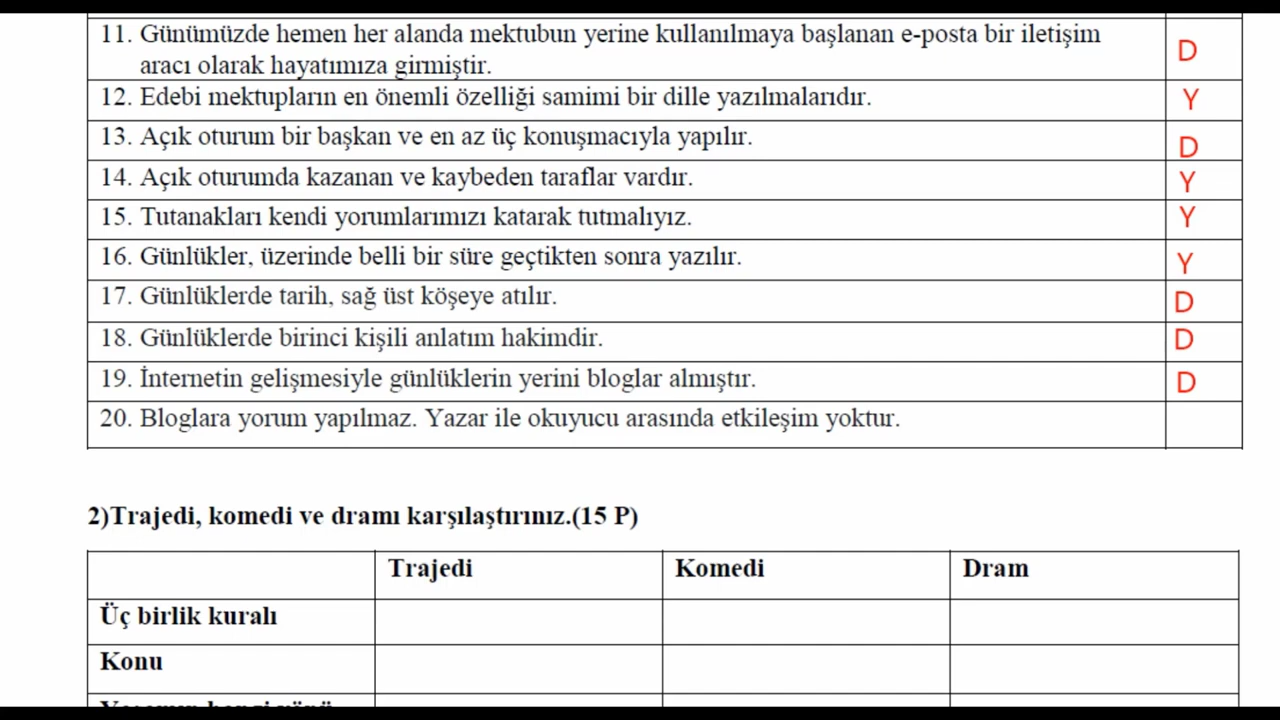 11. Günümüzde hemen her alanda mektubun yerine kullanılmaya başlanan e-posta bir iletişim
aracı olarak hayatımıza girmiştir. D
12. Edebi mektupların en önemli özelliği samimi bir dille yazılmalarıdır. Y
13. Açık oturum bir başkan ve en az üç konuşmacıyla yapılır. D
14. Açık oturumda kazanan ve kaybeden taraflar vardır. Y
15. Tutanakları kendi yorumlarımızı katarak tutmalıyız. Y
16. Günlükler, üzerinde belli bir süre geçtikten sonra yazılır. Y
17. Günlüklerde tarih, sağ üst köşeye atılır. D
18. Günlüklerde birinci kişili anlatım hakimdir. D
19. İnternetin gelişmesiyle günlüklerin yerini bloglar almıştır. D
20. Bloglara yorum yapılmaz. Yazar ile okuyucu arasında etkileşim yoktur.
2)Trajedi, komedi ve dramı karşılaştırınız.(15 P)
Trajedi Komedi Dram
Üç birlik kuralı
Konu